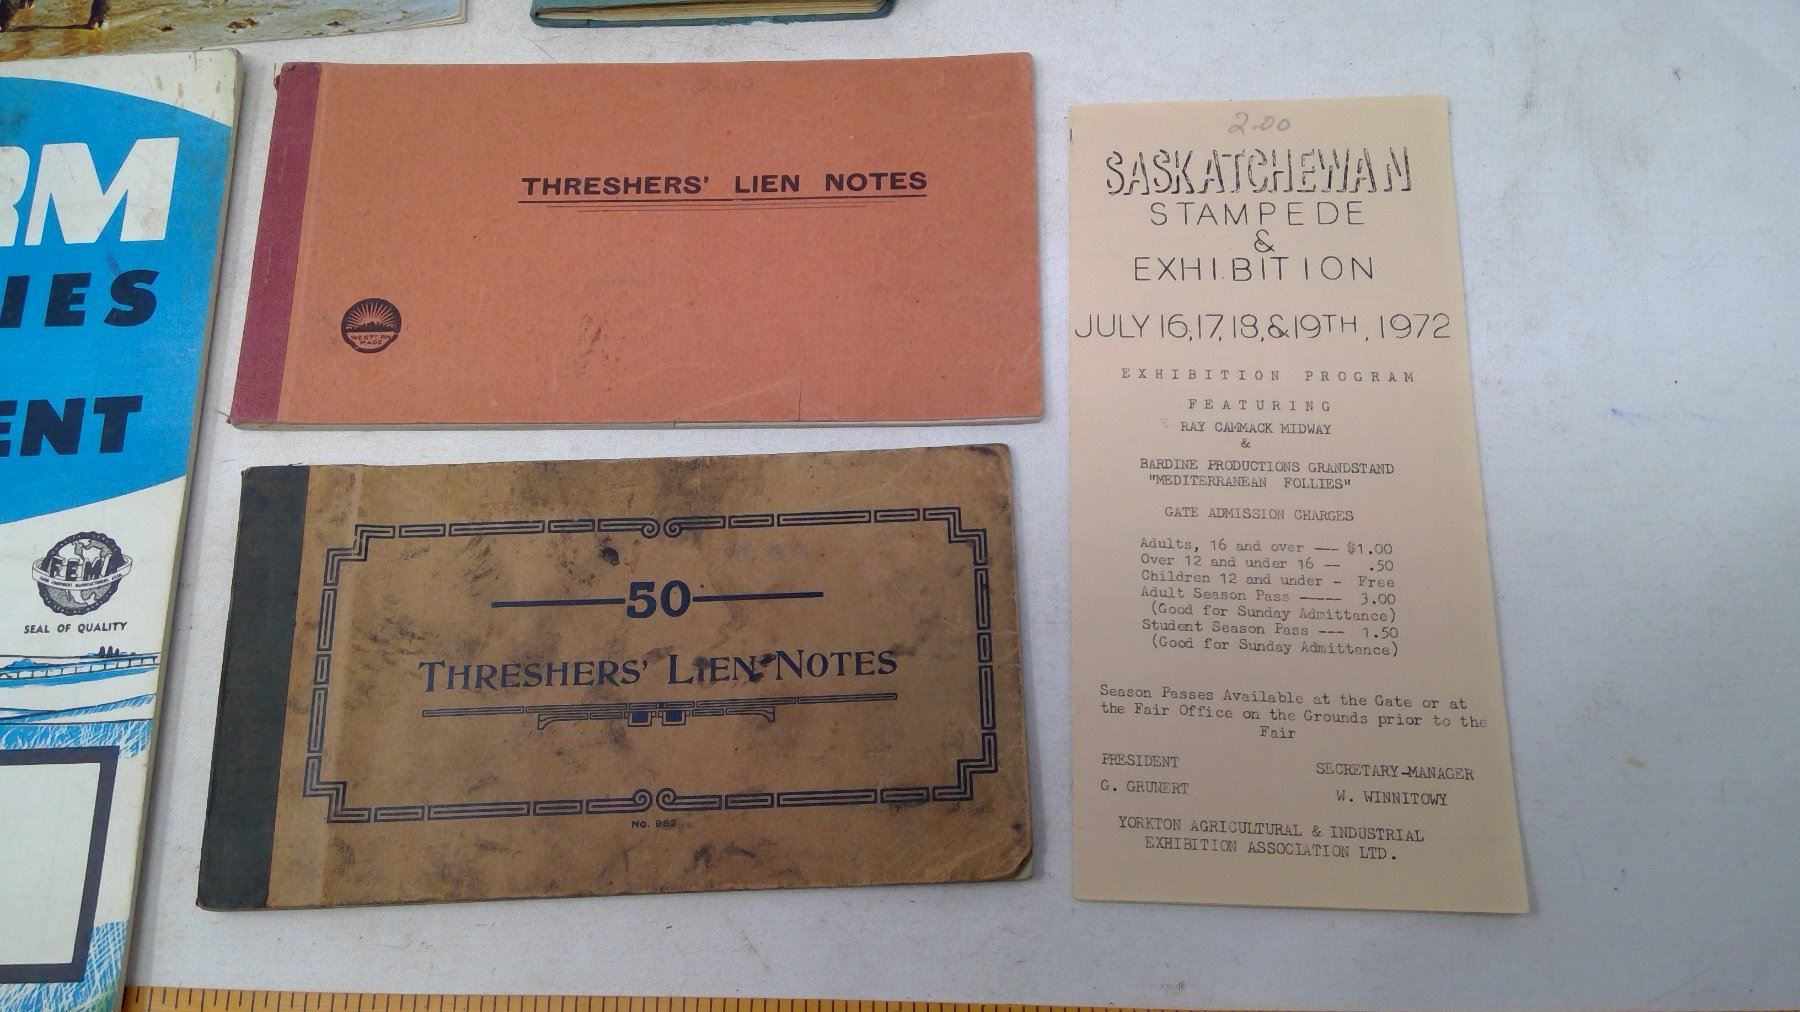 RM
IES
ENT
F.E.M.I.
SEAL OF QUALITY
THRESHERS' LIEN NOTES
WESTERN
MADE
50
THRESHERS' LIEN NOTES
No. 962
2.00
SASKATCHEWAN
STAMPEDE
&
EXHIBITION
JULY 16,17,18,&19TH, 1972
EXHIBITION PROGRAM
FEATURING
RAY CAMMACK MIDWAY
&
BARDINE PRODUCTIONS GRANDSTAND
"MEDITERRANEAN FOLLIES"
GATE ADMISSION CHARGES
Adults, 16 and over --- $1.00
Over 12 and under 16 -- .50
Children 12 and under - Free
Adult Season Pass ----- 3.00
(Good for Sunday Admittance)
Student Season Pass --- 1.50
(Good for Sunday Admittance)
Season Passes Available at the Gate or at
the Fair Office on the Grounds prior to the
Fair
PRESIDENT
SECRETARY-MANAGER
G. GRUNERT
W. WINNITOWY
YORKTON AGRICULTURAL & INDUSTRIAL
EXHIBITION ASSOCIATION LTD.